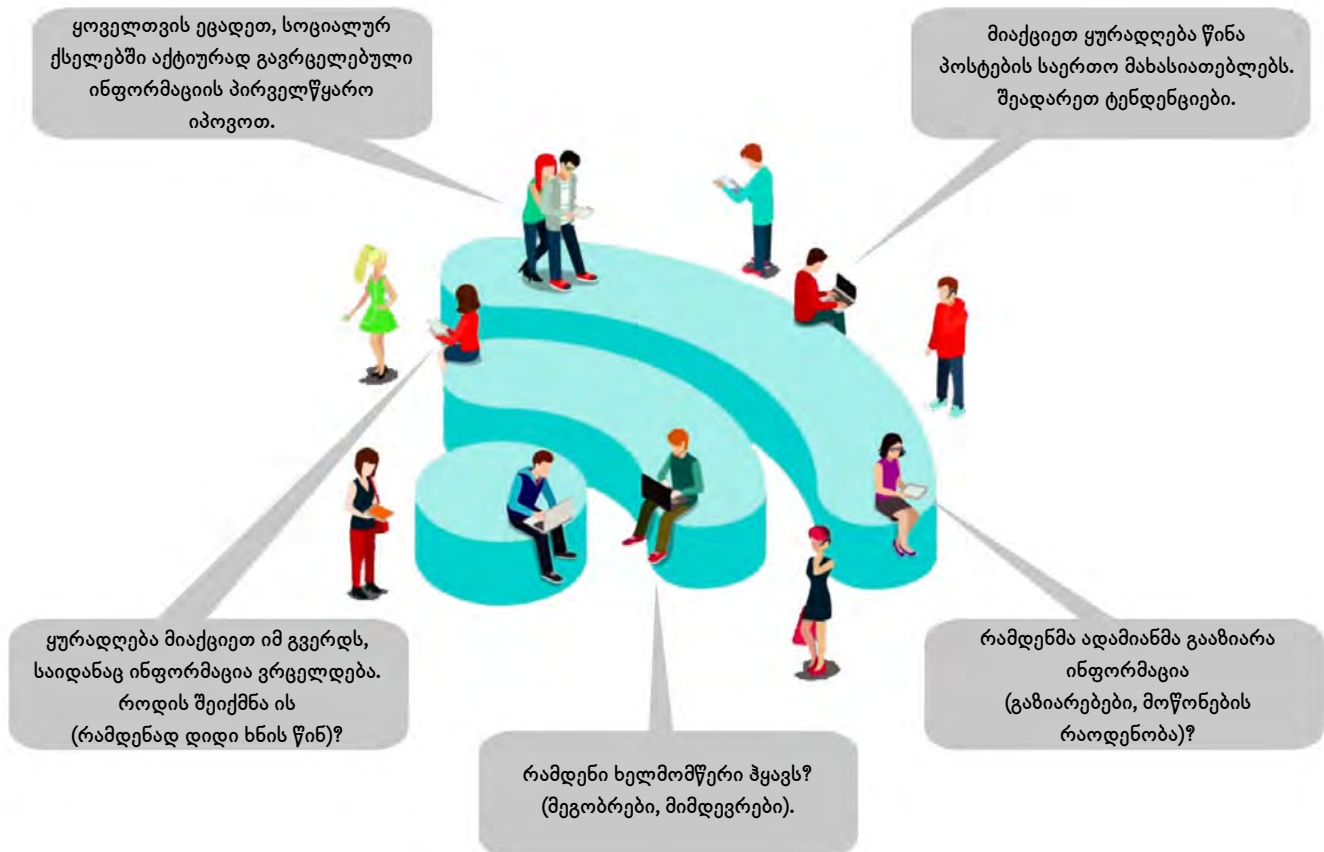 ყოველთვის ეცადეთ, სოციალურ
ქსელებში აქტიურად გავრცელებული
ინფორმაციის პირველწყარო
იპოვოთ.
მიაქციეთ ყურადღება წინა
პოსტების საერთო მახასიათებლებს.
შეადარეთ ტენდენციები.
ყურადღება მიაქციეთ იმ გვერდს,
საიდანაც ინფორმაცია ვრცელდება.
როდის შეიქმნა ის
(რამდენად დიდი ხნის წინ)?
რამდენი ხელმომწერი ჰყავს?
(მეგობრები, მიმდევრები).
რამდენმა ადამიანმა გააზიარა
ინფორმაცია
(გაზიარებები, მოწონების
რაოდენობა)?